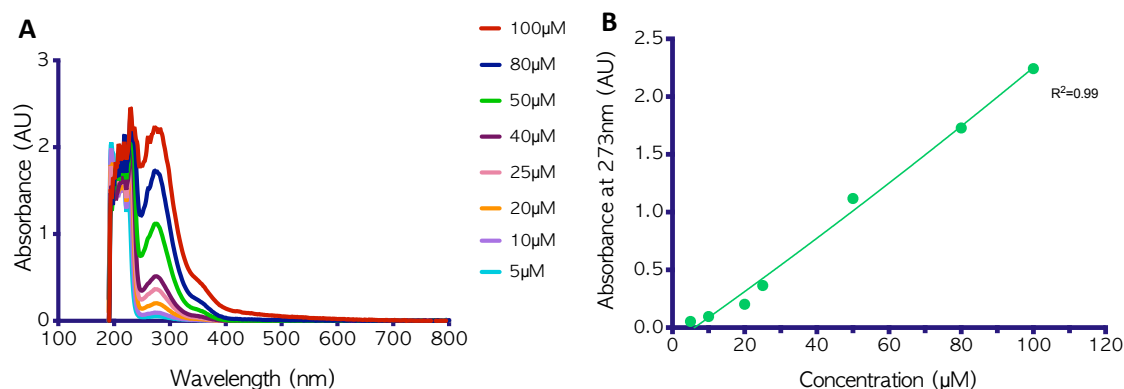 A
100µM
80µM
50µM
40µM
25µM
20µM
10µM
5µM
3
2
1
0
100 200 300 400 500 600 700 800
Absorbance (AU)
Wavelength (nm)
B
2.5
2.0
1.5
1.0
0.5
0.0
0 20 40 60 80 100 120
Absorbance at 273nm (AU)
Concentration (µM)
R²=0.99